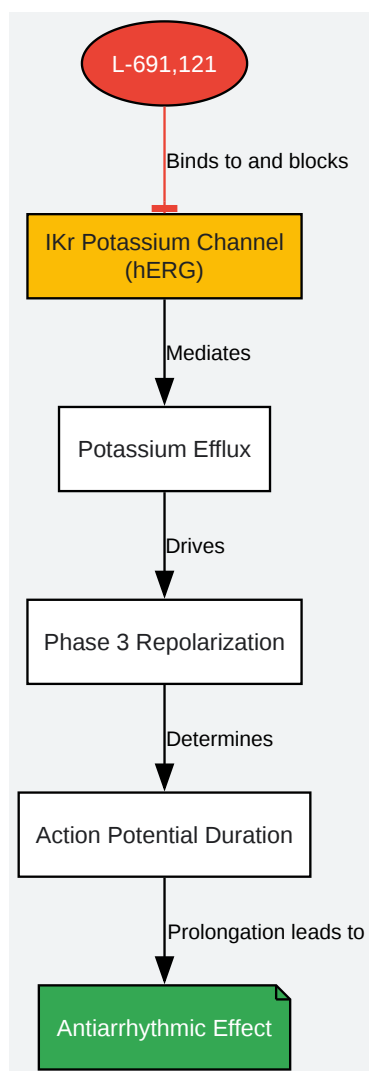 L-691,121
Binds to and blocks
IKr Potassium Channel
(hERG)
Mediates
Potassium Efflux
Drives
Phase 3 Repolarization
Determines
Action Potential Duration
Prolongation leads to
Antiarrhythmic Effect